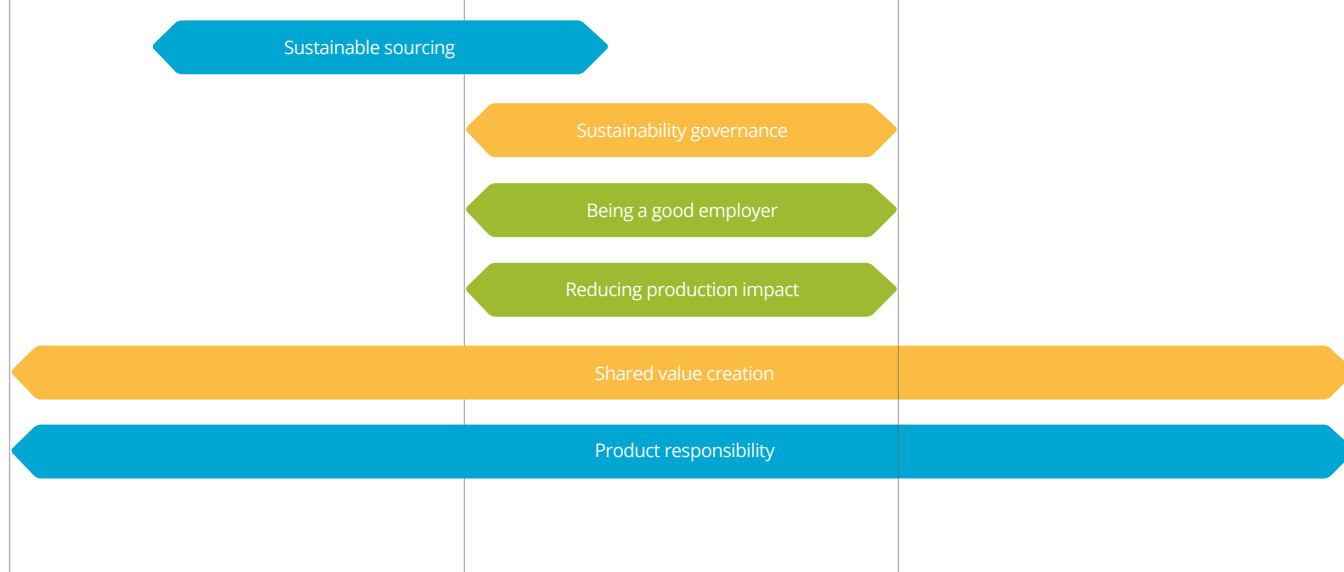 Sustainable sourcing
Sustainability governance
Being a good employer
Reducing production impact
Shared value creation
Product responsibility